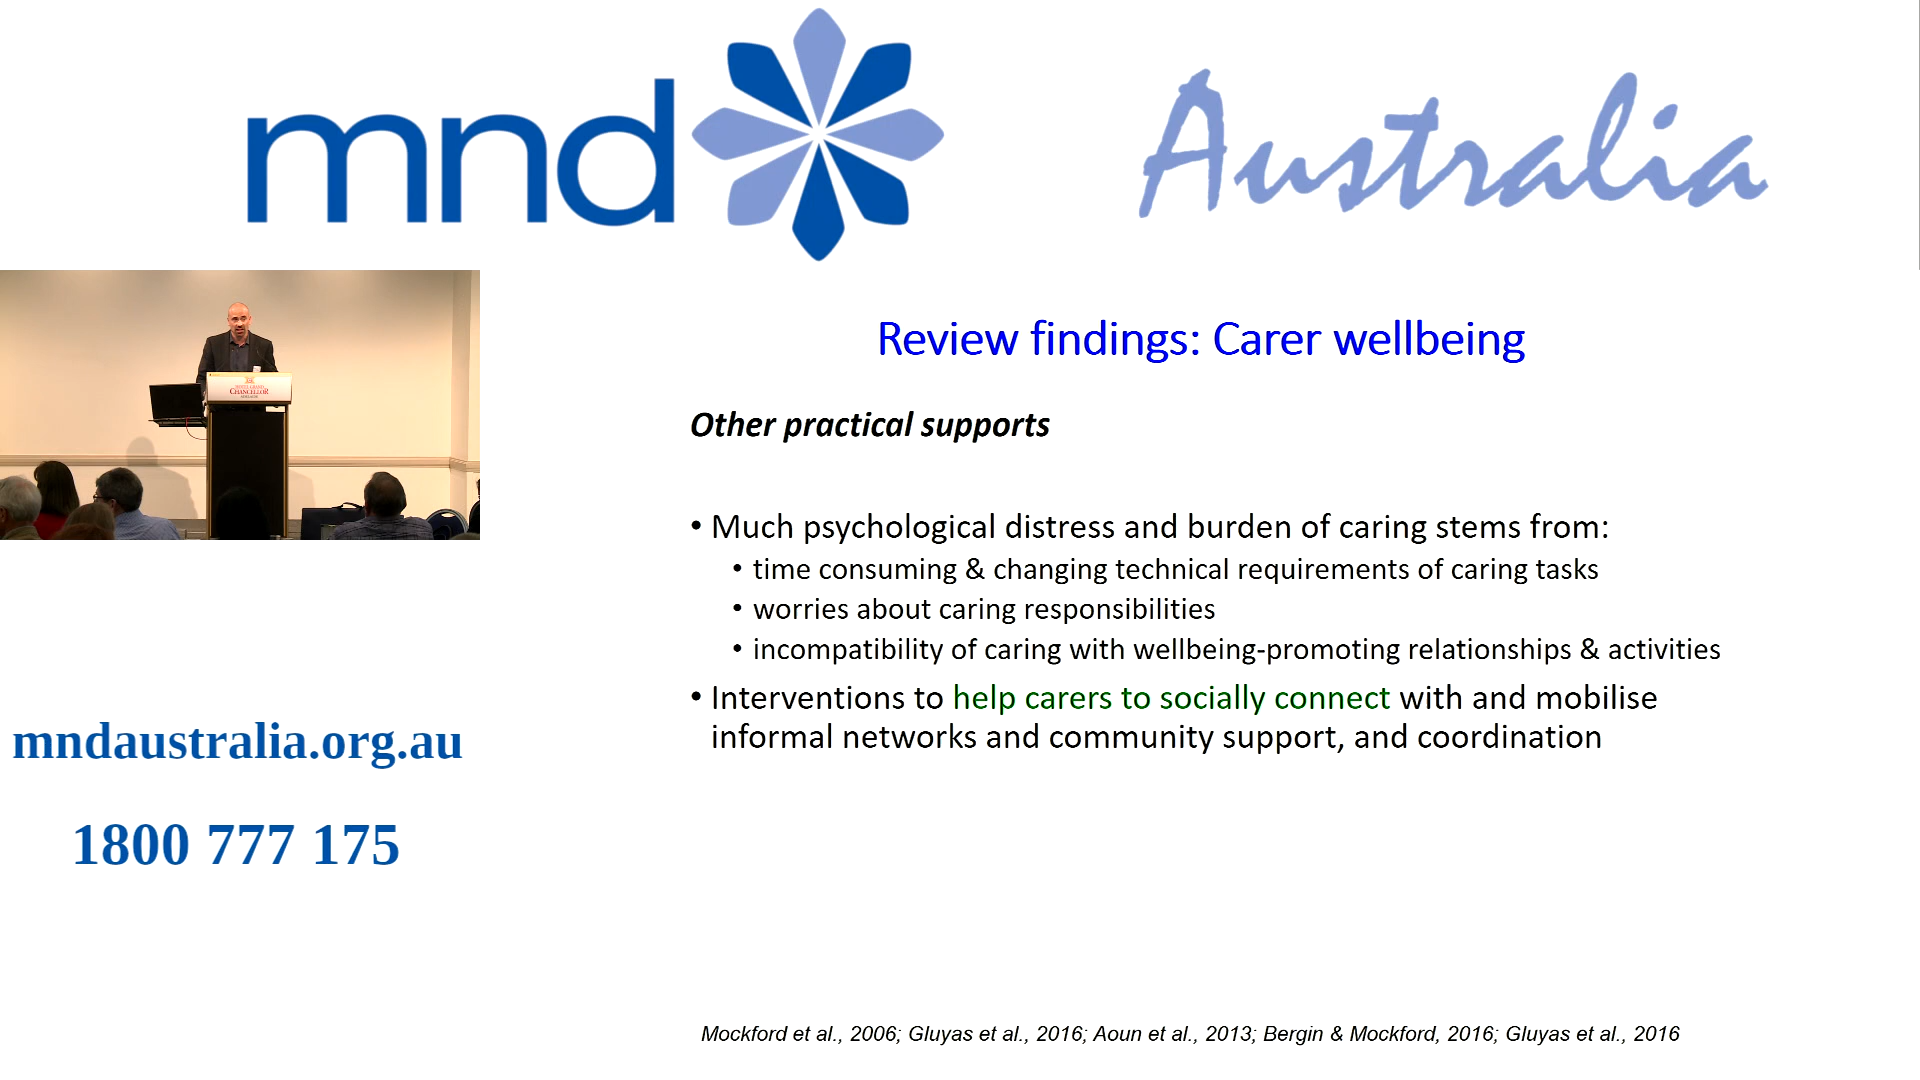 mnd
Australia
Review findings: Carer wellbeing
Other practical supports
• Much psychological distress and burden of caring stems from:
• time consuming & changing technical requirements of caring tasks
• worries about caring responsibilities
• incompatibility of caring with wellbeing-promoting relationships & activities
• Interventions to help carers to socially connect with and mobilise
informal networks and community support, and coordination
CHANCELLOR
mndaustralia.org.au
1800 777 175
Mockford et al., 2006; Gluyas et al., 2016; Aoun et al., 2013; Bergin & Mockford, 2016; Gluyas et al., 2016